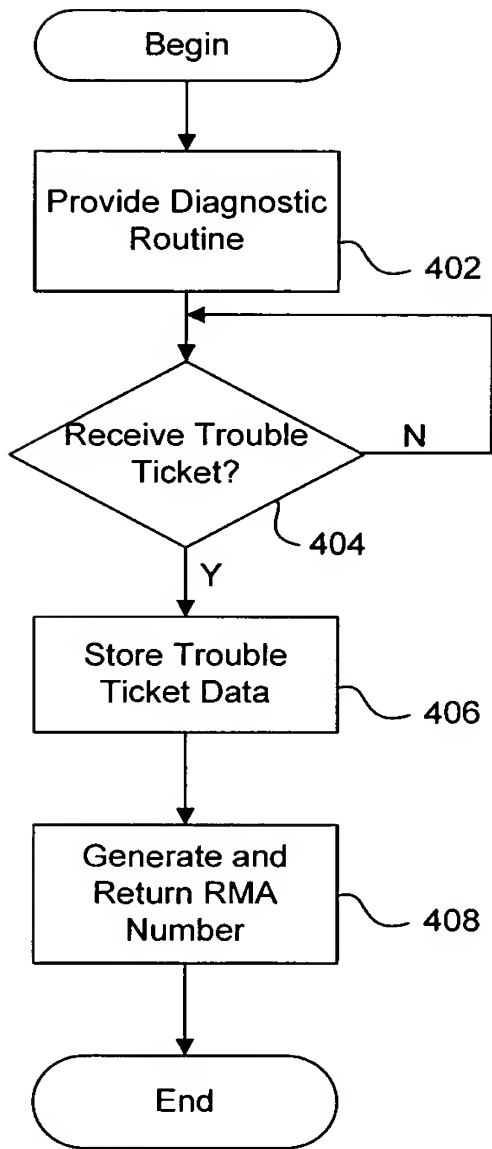 Begin
Provide Diagnostic
Routine
402
Receive Trouble
Ticket?
N
404
Y
Store Trouble
Ticket Data
406
Generate and
Return RMA
Number
408
End